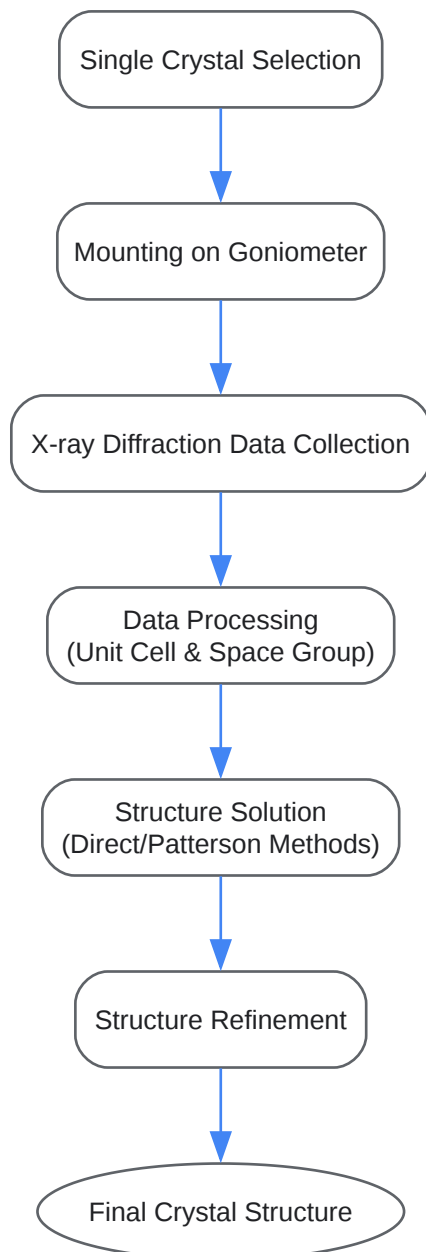 Single Crystal Selection
Mounting on Goniometer
X-ray Diffraction Data Collection
Data Processing
(Unit Cell & Space Group)
Structure Solution
(Direct/Patterson Methods)
Structure Refinement
Final Crystal Structure